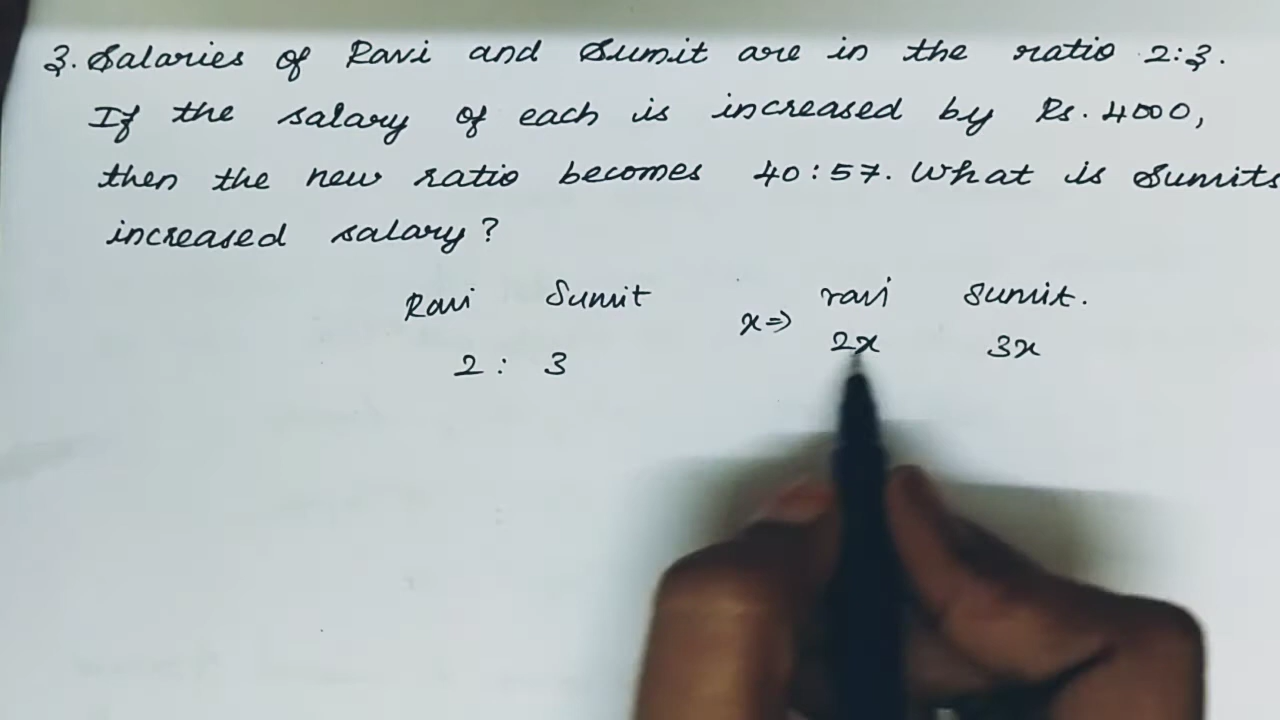 3. Salaries of Ravi and Sumit are in the ratio 2:3.
If the salary of each is increased by Rs. 4000,
then the new ratio becomes 40:57. What is Sumits
increased salary?
Ravi Sumit x⇒ ravi sumit.
2 : 3 2x 3x